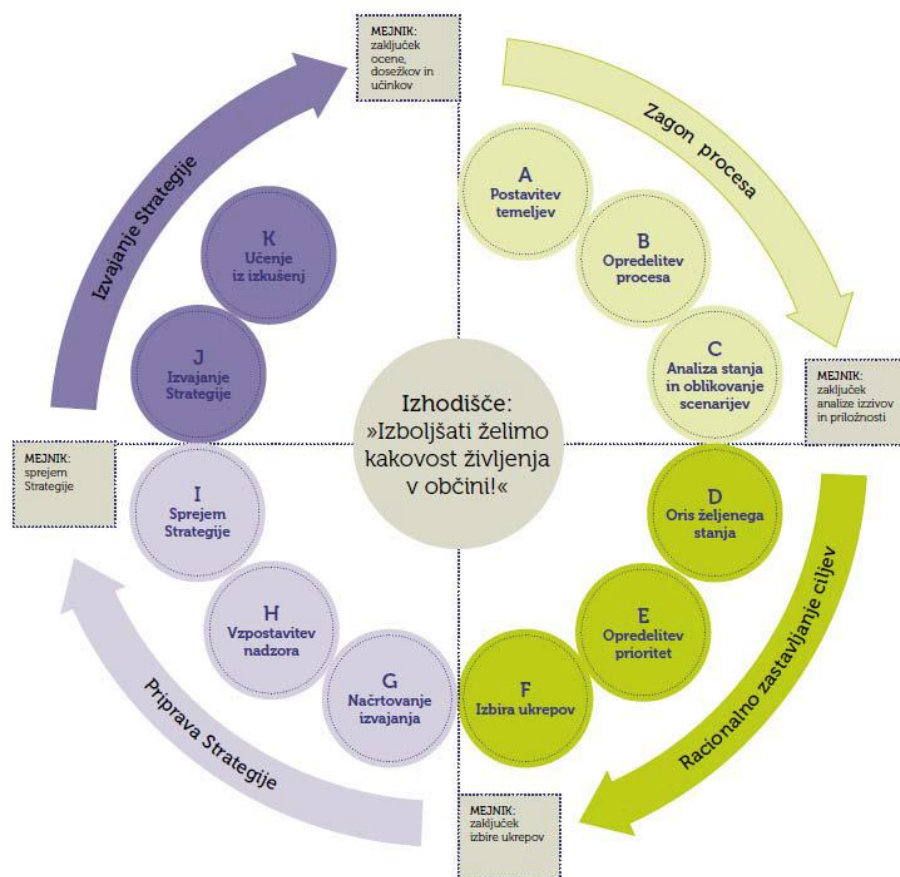 MEJNIK:
zaključek
ocene,
dosežkov in
učinkov
Zagon procesa
A
Postavitev
temeljev
B
Opredelitev
procesa
C
Analiza stanja
in oblikovanje
scenarijev
MEJNIK:
zaključek
analize izzivov
in priložnosti
Izhodišče:
»Izboljšati želimo
kakovost življenja
v občini!«
D
Oris željenega
stanja
E
Opredelitev
prioritet
F
Izbira ukrepov
Racionalno zastavljanje ciljev
MEJNIK:
zaključek
izbire ukrepov
G
Načrtovanje
izvajanja
H
Vzpostavitev
nadzora
I
Sprejem
Strategije
Priprava Strategije
MEJNIK:
sprejem
Strategije
J
Izvajanje
Strategije
K
Učenje
iz izkušenj
Izvajanje Strategije